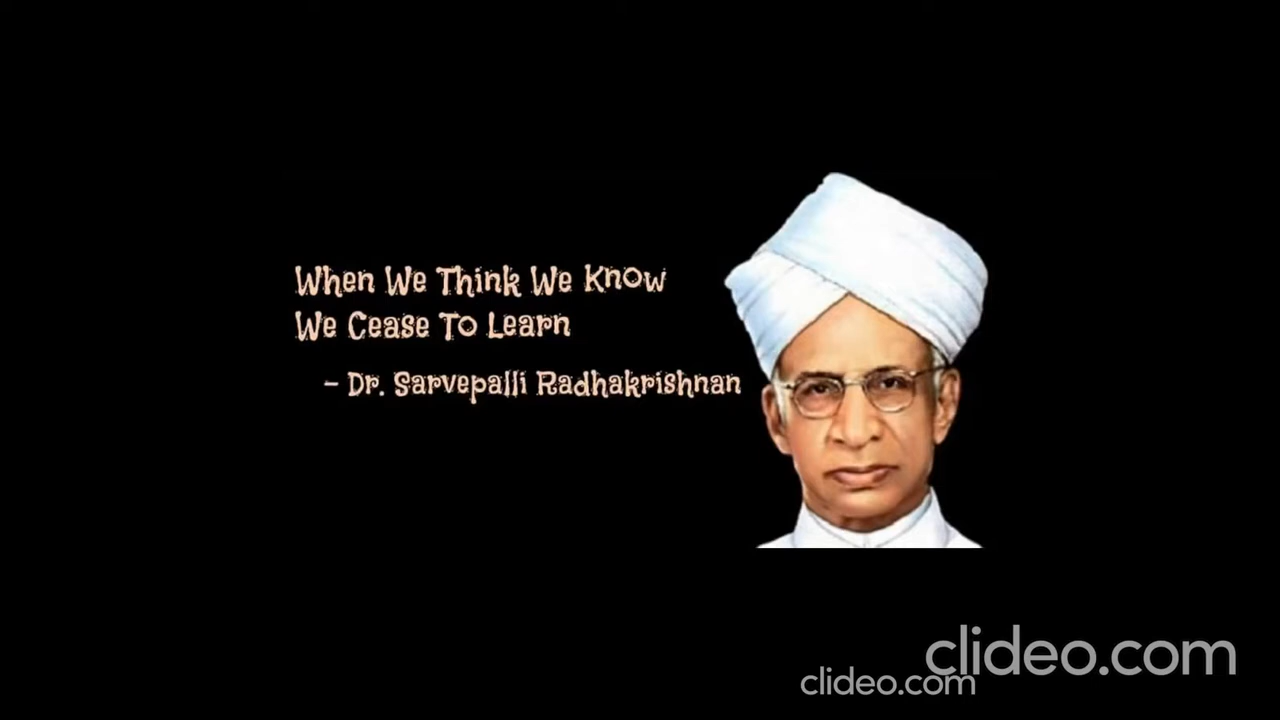 When We Think We Know
We Cease To Learn
- Dr. Sarvepalli Radhakrishnan
clideo.com
clideo.com